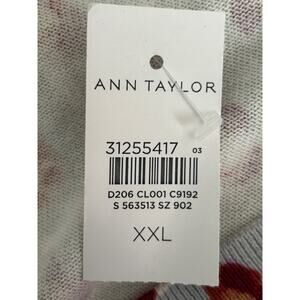 ANN TAYLOR
31255417 03
D206 CL001 C9192
S 563513 SZ 902
XXL